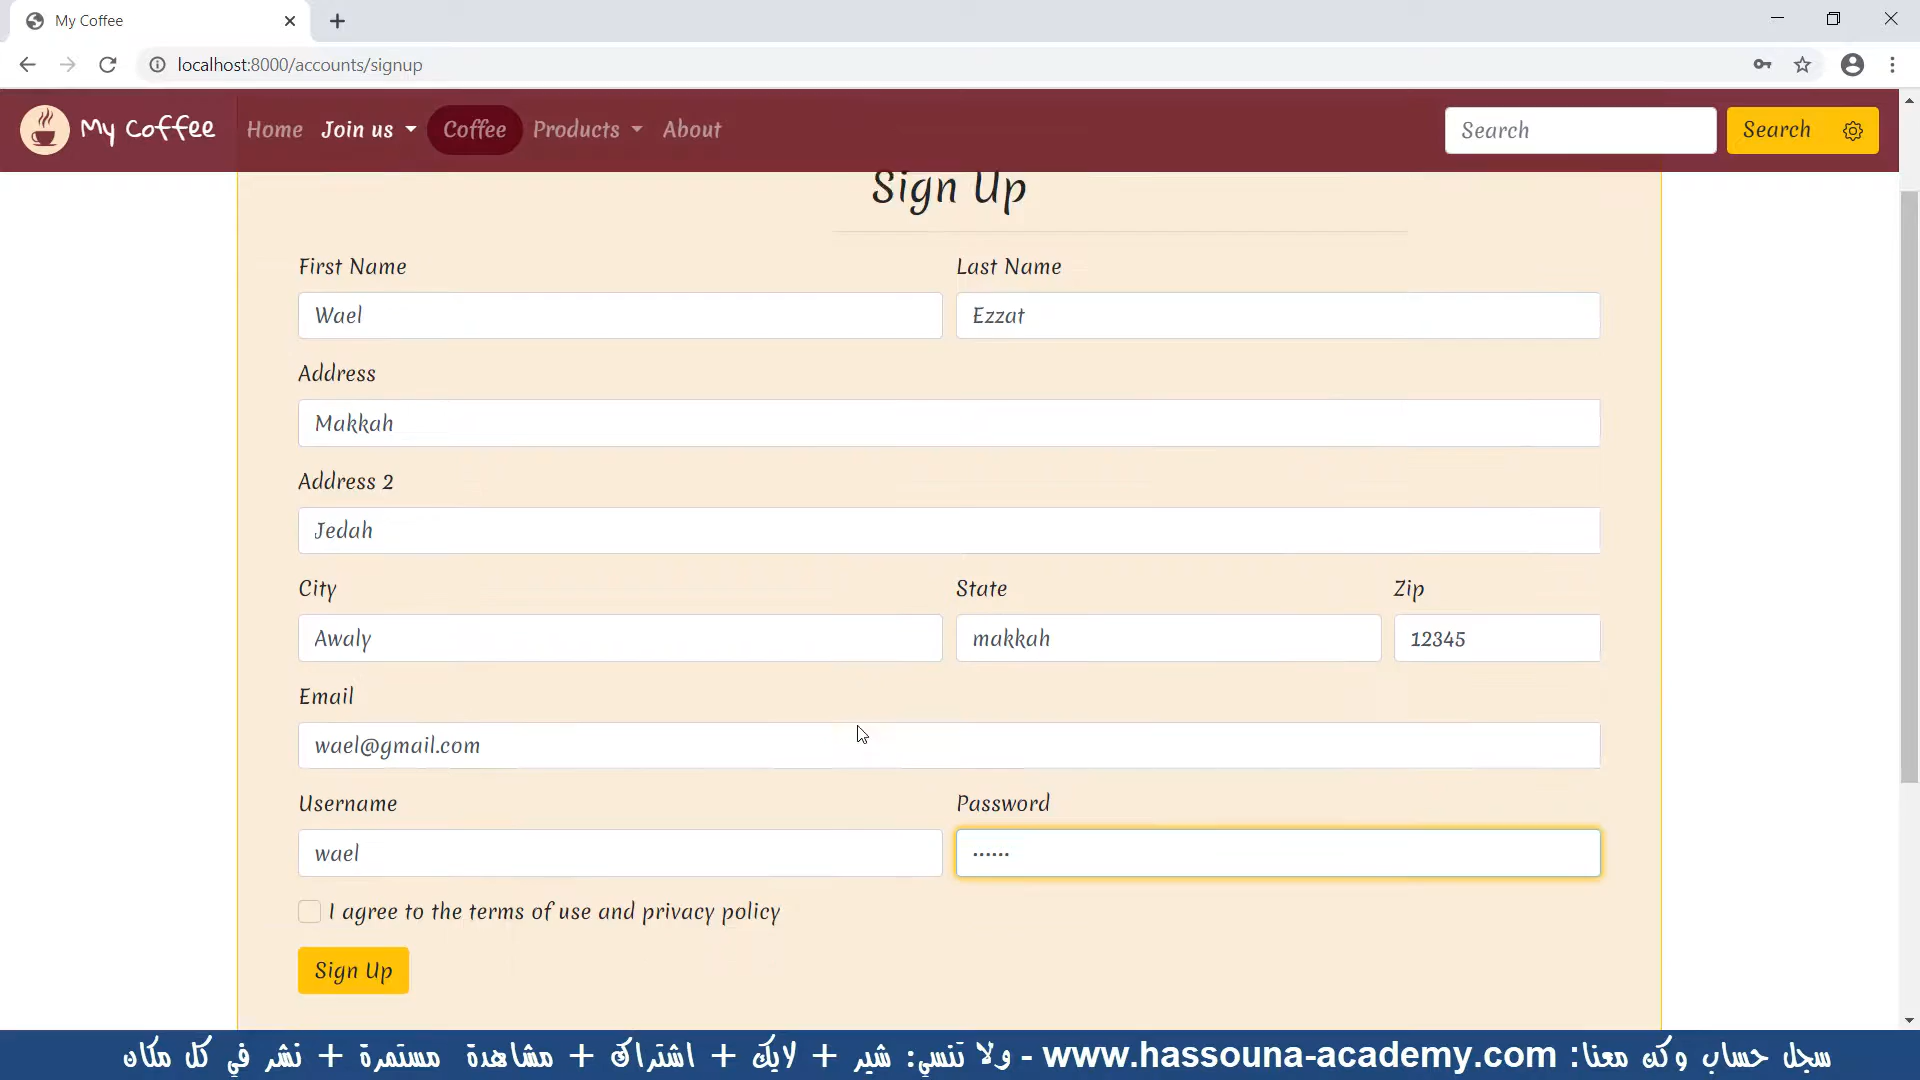 My Coffee
localhost:8000/accounts/signup
My Coffee Home Join us Coffee Products About Search Search
Sign Up
First Name Last Name
Wael Ezzat
Address
Makkah
Address 2
Jedah
City State Zip
Awaly makkah 12345
Email
wael@gmail.com
Username Password
wael ······
I agree to the terms of use and privacy policy
Sign Up
سجل حساب وكن معنا: www.hassouna-academy.com - ولا تنسي: شير + لايك + اشتراك + مشاهدة مستمرة + نشر في كل مكان